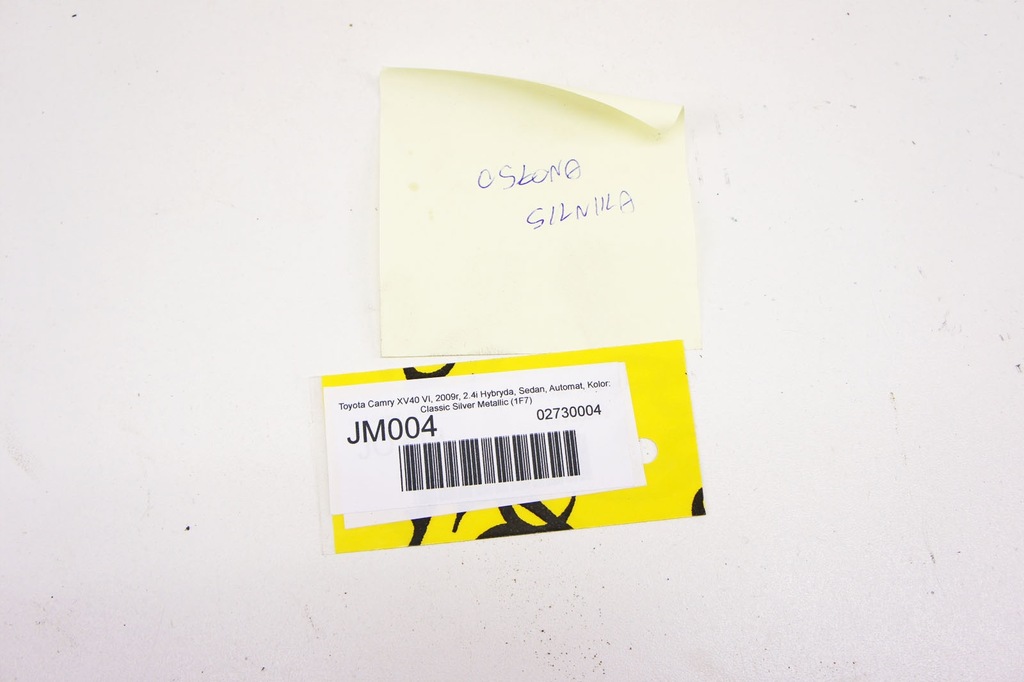 OSŁONA
SILNIKA
Toyota Camry XV40 VI, 2009r, 2.4i Hybryda, Sedan, Automat, Kolor:
Classic Silver Metallic (1F7)
JM004
02730004